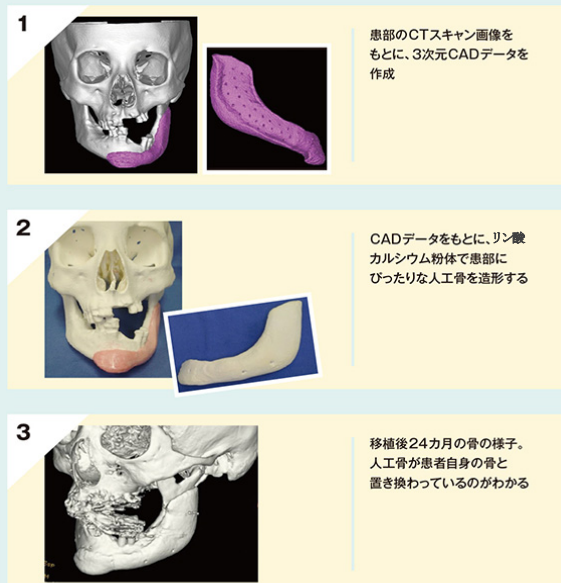 1
患部のCTスキャン画像を
もとに、3次元CADデータを
作成
2
CADデータをもとに、リン酸
カルシウム粉体で患部に
ぴったりな人工骨を造形する
3
移植後24カ月の骨の様子。
人工骨が患者自身の骨と
置き換わっているのがわかる